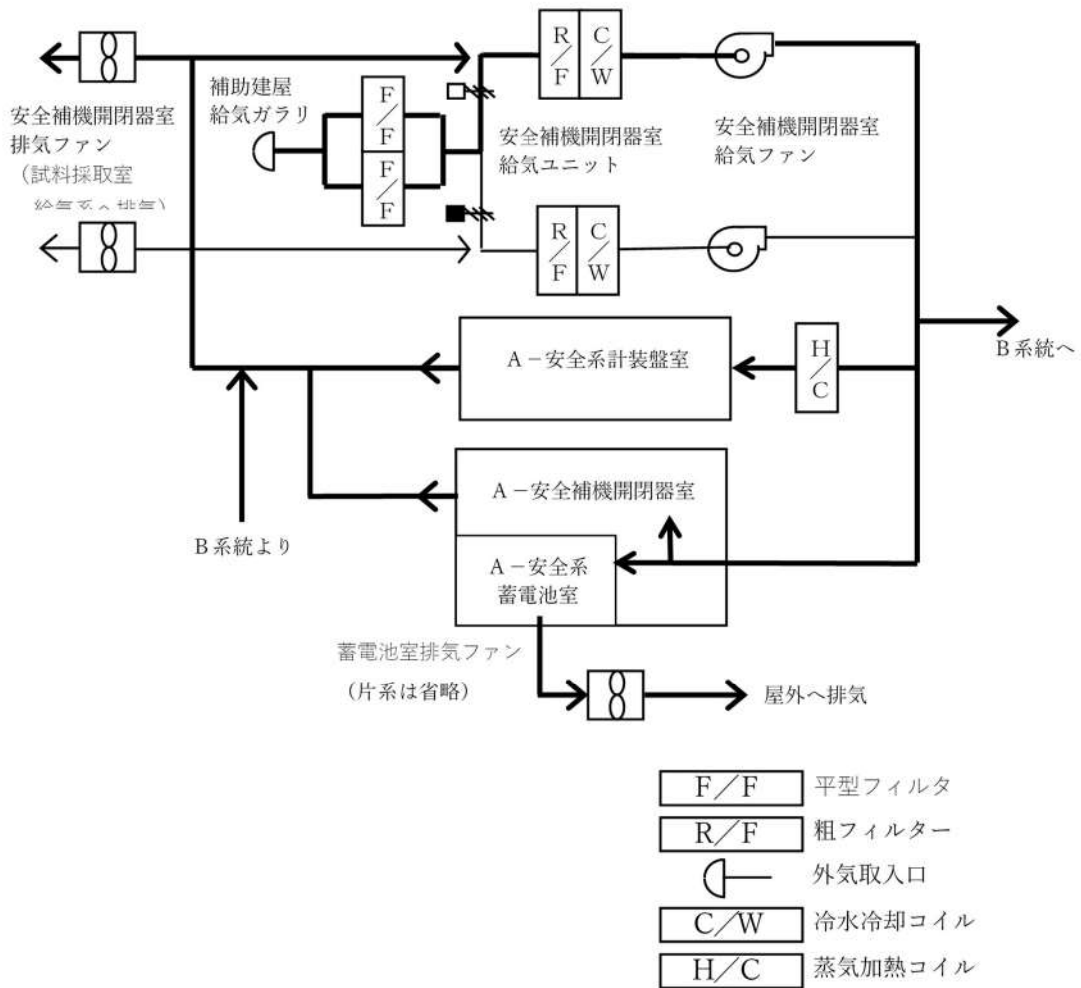 安全補機開閉器室
排気ファン
(試料採取室
給気系へ排気)
補助建屋
給気ガラリ
F/F
F/F
R/F
C/W
安全補機開閉器室
給気ユニット
安全補機開閉器室
給気ファン
R/F
C/W
A-安全系計装盤室
H/C
B系統へ
A-安全補機開閉器室
B系統より
A-安全系
蓄電池室
蓄電池室排気ファン
(片系は省略)
屋外へ排気
F/F 平型フィルタ
R/F 粗フィルター
外気取入口
C/W 冷水冷却コイル
H/C 蒸気加熱コイル